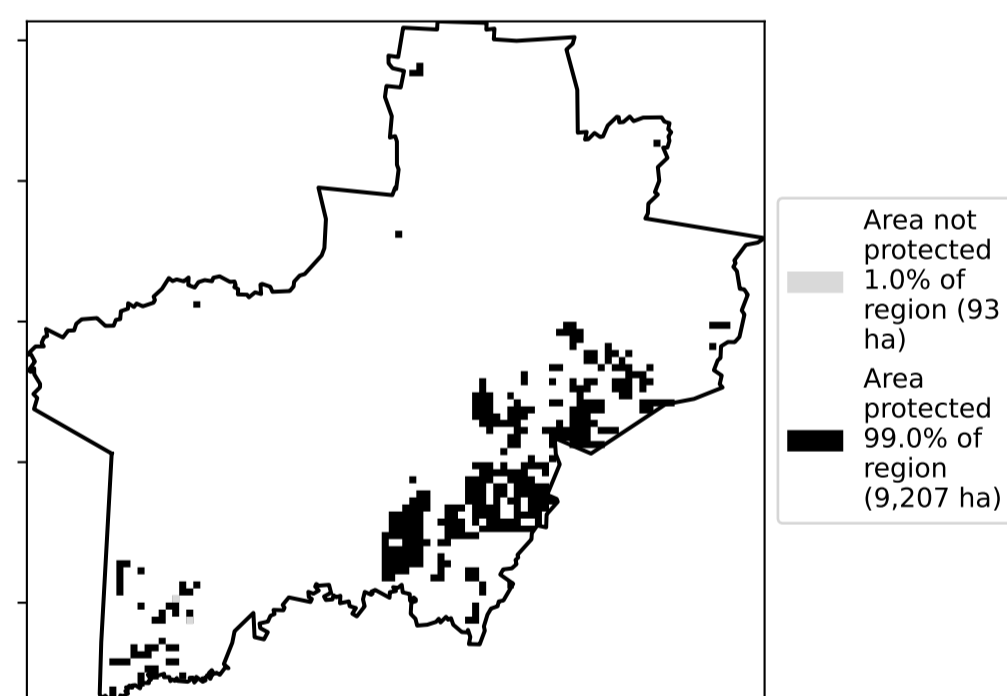 Area not
protected
1.0% of
region (93
ha)
Area
protected
99.0% of
region
(9,207 ha)